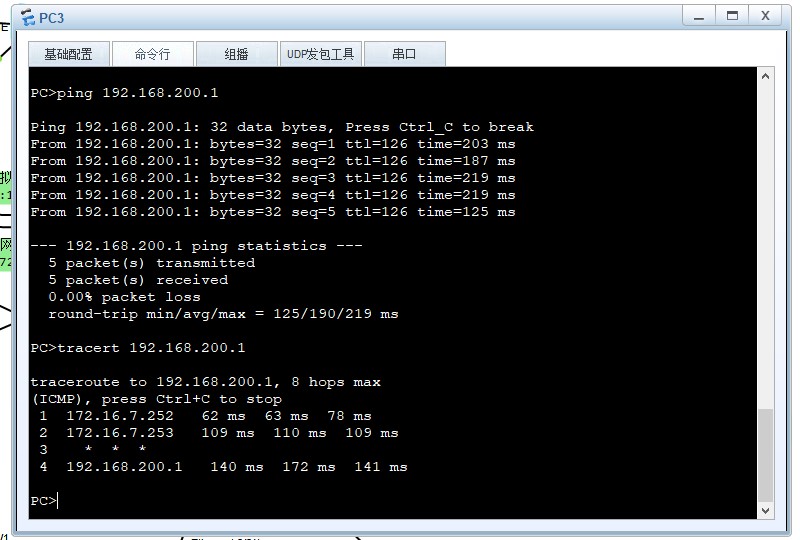 PC3
基础配置 命令行 组播 UDP发包工具 串口
PC>ping 192.168.200.1
Ping 192.168.200.1: 32 data bytes, Press Ctrl_C to break
From 192.168.200.1: bytes=32 seq=1 ttl=126 time=203 ms
From 192.168.200.1: bytes=32 seq=2 ttl=126 time=187 ms
From 192.168.200.1: bytes=32 seq=3 ttl=126 time=219 ms
From 192.168.200.1: bytes=32 seq=4 ttl=126 time=219 ms
From 192.168.200.1: bytes=32 seq=5 ttl=126 time=125 ms
--- 192.168.200.1 ping statistics ---
5 packet(s) transmitted
5 packet(s) received
0.00% packet loss
round-trip min/avg/max = 125/190/219 ms
PC>tracert 192.168.200.1
traceroute to 192.168.200.1, 8 hops max
(ICMP), press Ctrl+C to stop
1 172.16.7.252 62 ms 63 ms 78 ms
2 172.16.7.253 109 ms 110 ms 109 ms
3 * * *
4 192.168.200.1 140 ms 172 ms 141 ms
PC>